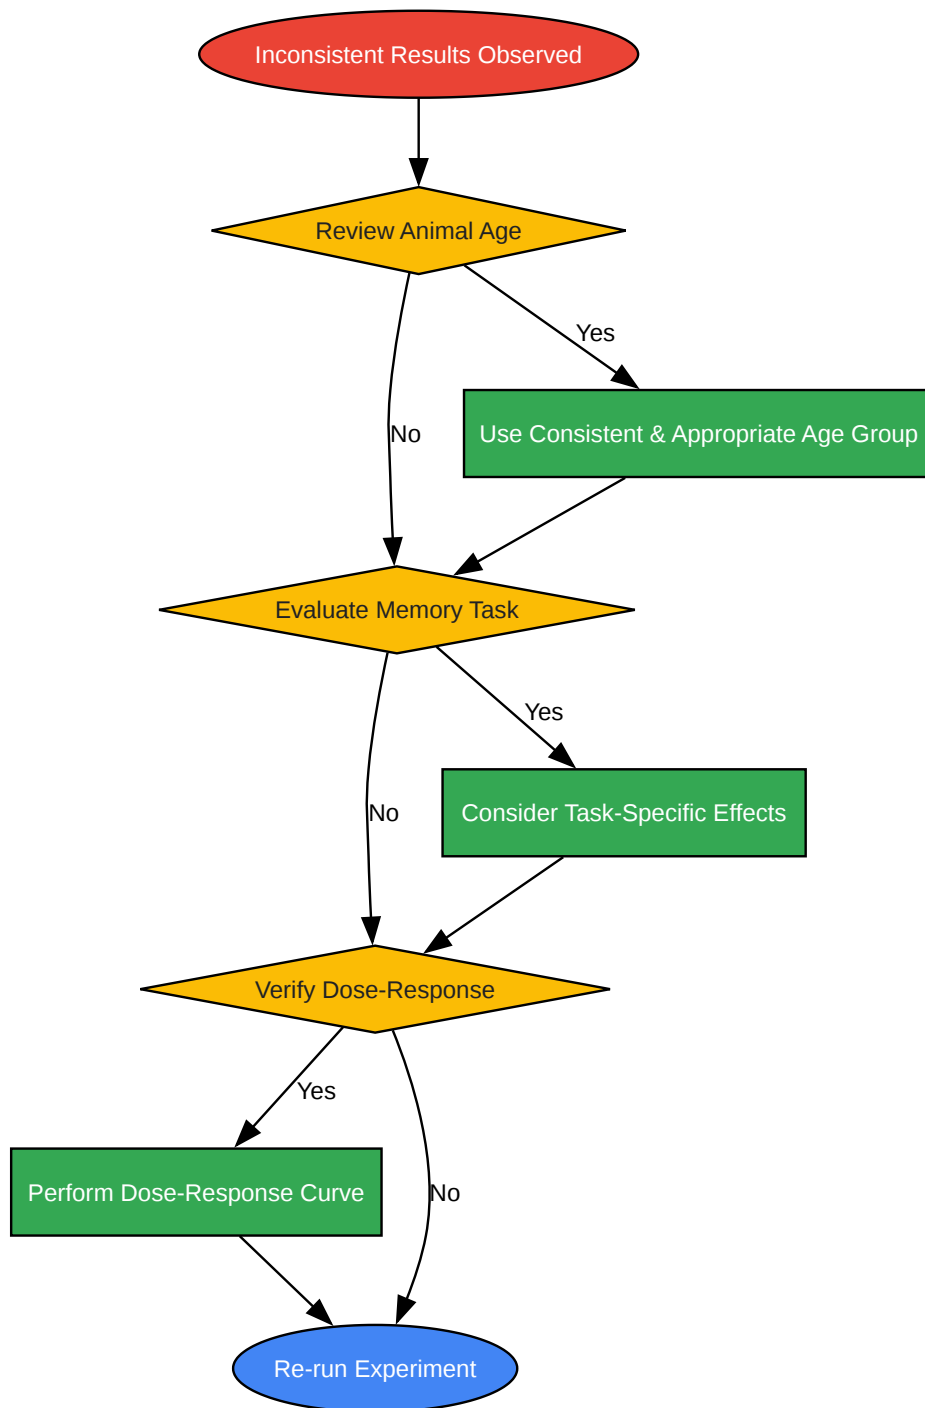 Inconsistent Results Observed
Review Animal Age
Yes
No
Use Consistent & Appropriate Age Group
Evaluate Memory Task
Yes
No
Consider Task-Specific Effects
Verify Dose-Response
Yes
Perform Dose-Response Curve
No
Re-run Experiment